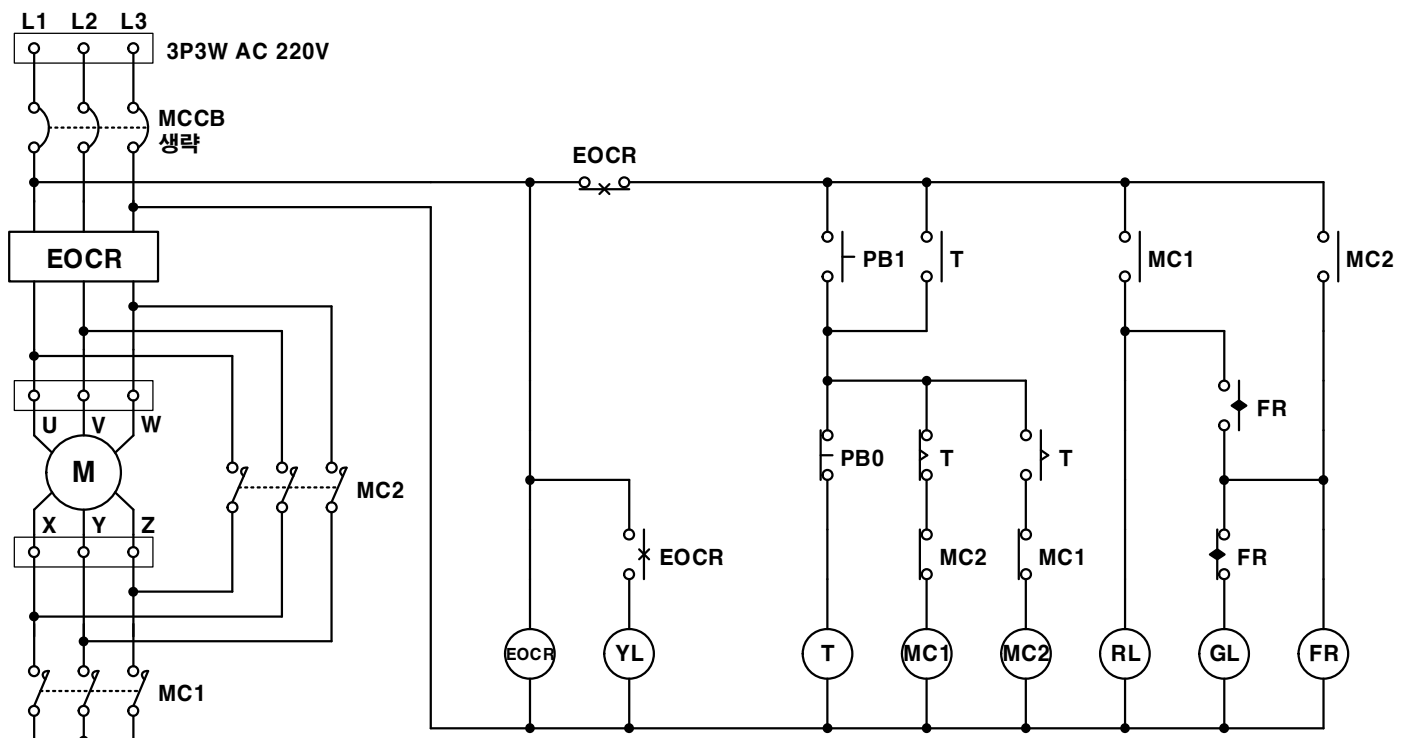 L1 L2 L3
3P3W AC 220V
MCCB
생략
EOCR
EOCR
PB1
T
MC1
MC2
U V W
FR
M
PB0
T
T
MC2
X Y Z
EOCR
MC2
MC1
FR
EOCR
YL
T
MC1
MC2
RL
GL
FR
MC1